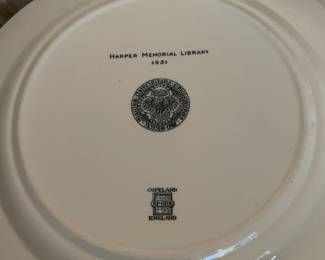 HARPER MEMORIAL LIBRARY
1931
COPELAND
SPODE
ENGLAND